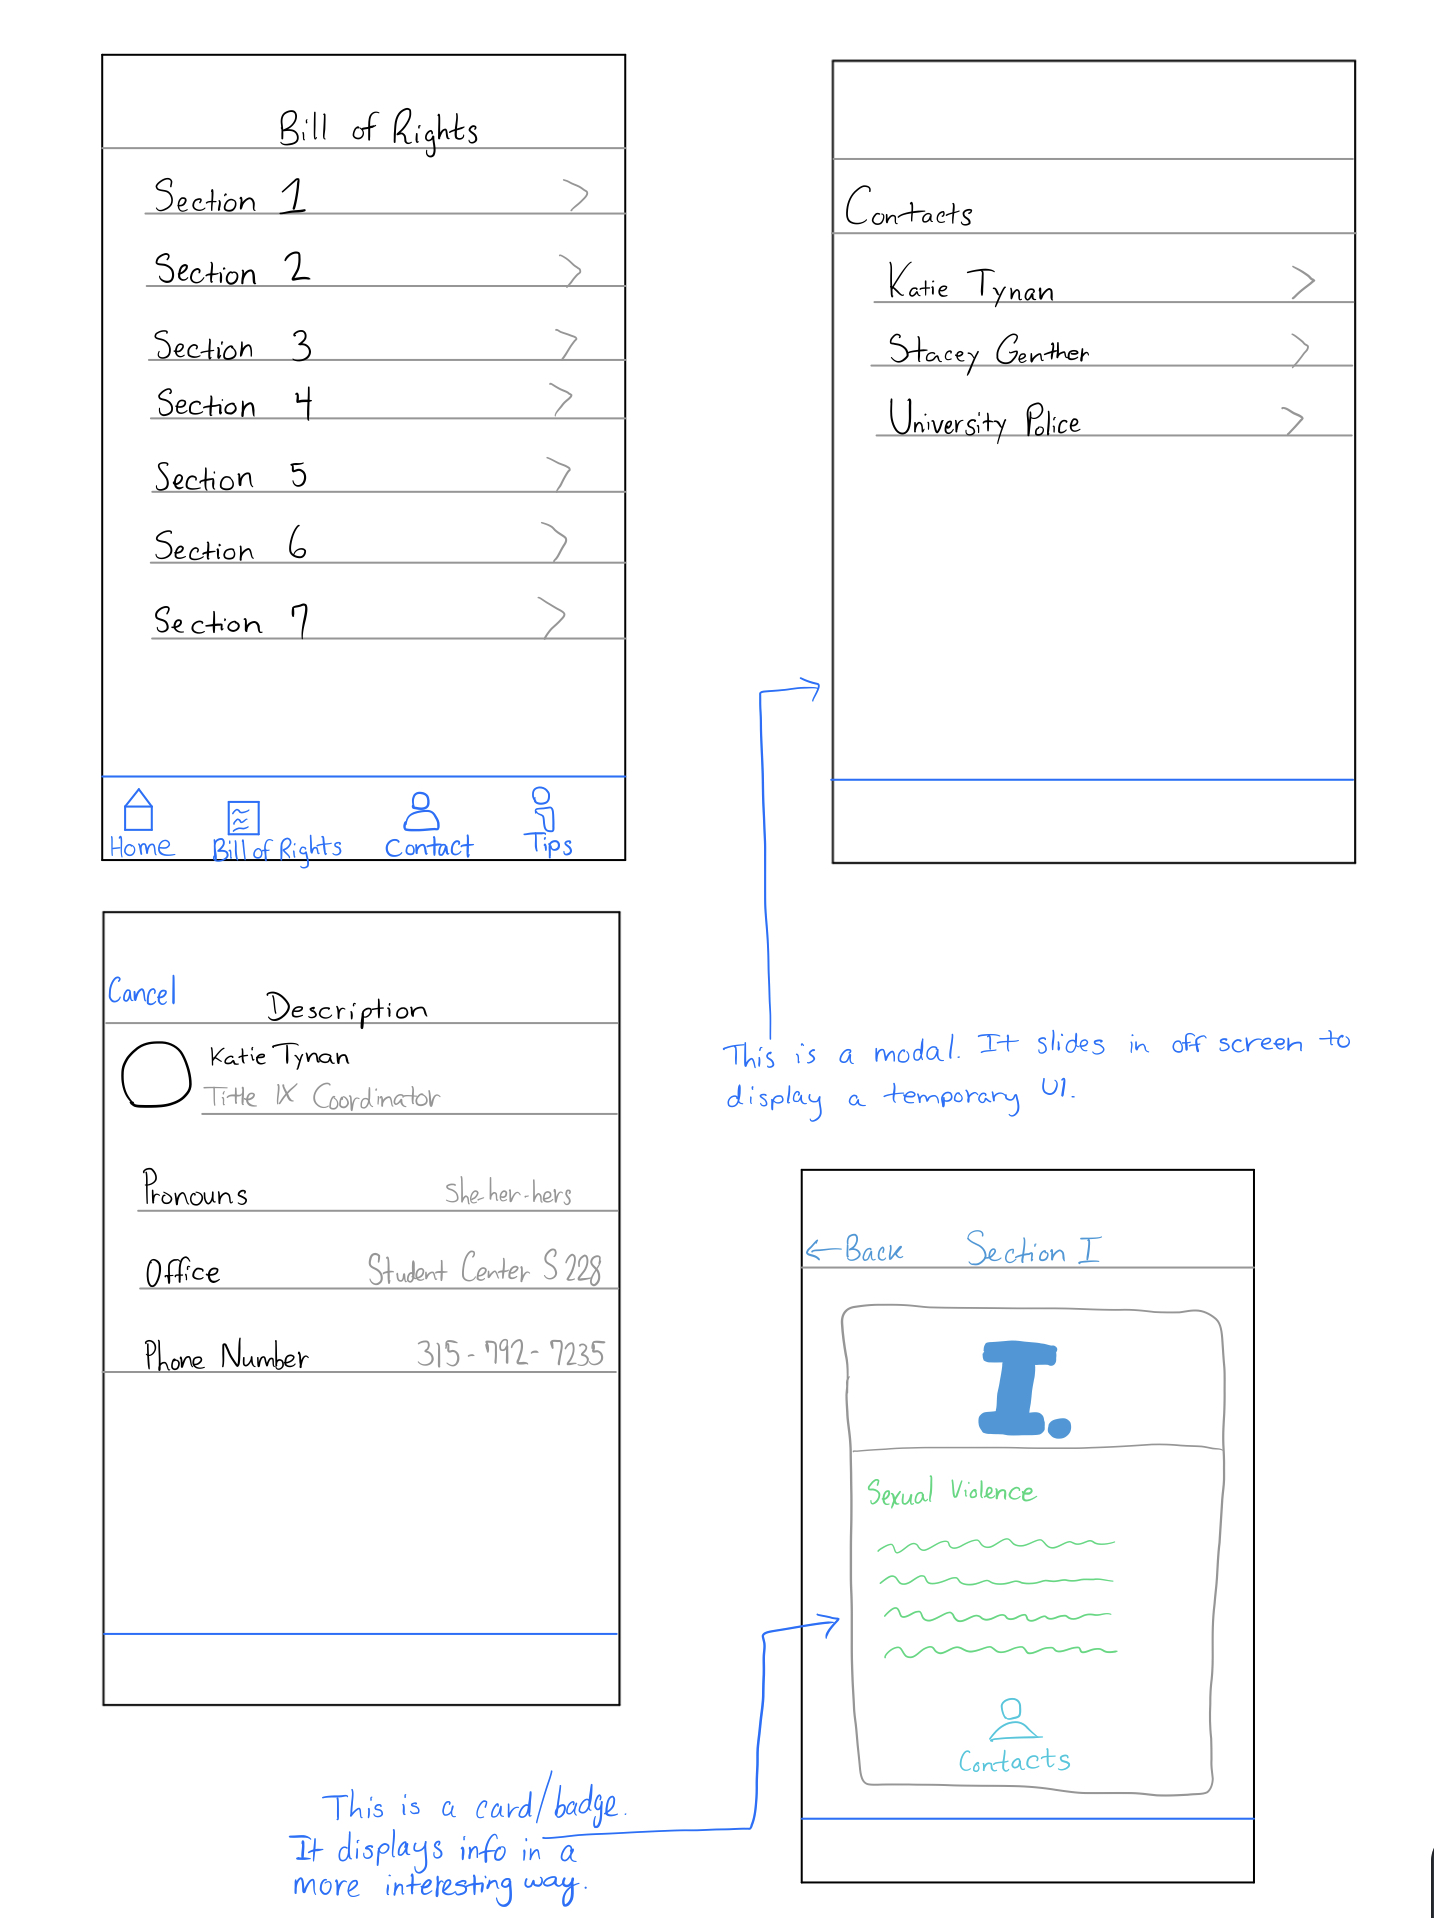 Bill of Rights
Section 1
Section 2
Section 3
Section 4
Section 5
Section 6
Section 7
Home
Bill of Rights
Contact
Tips
Contacts
Katie Tynan
Stacey Genther
University Police
This is a modal. It slides in off screen to
display a temporary UI.
Cancel
Description
Katie Tynan
Title IX Coordinator
Pronouns she-her-hers
Office Student Center S 228
Phone Number 315-792-7235
← Back Section I
I.
Sexual Violence
Contacts
This is a card/badge.
It displays info in a
more interesting way.